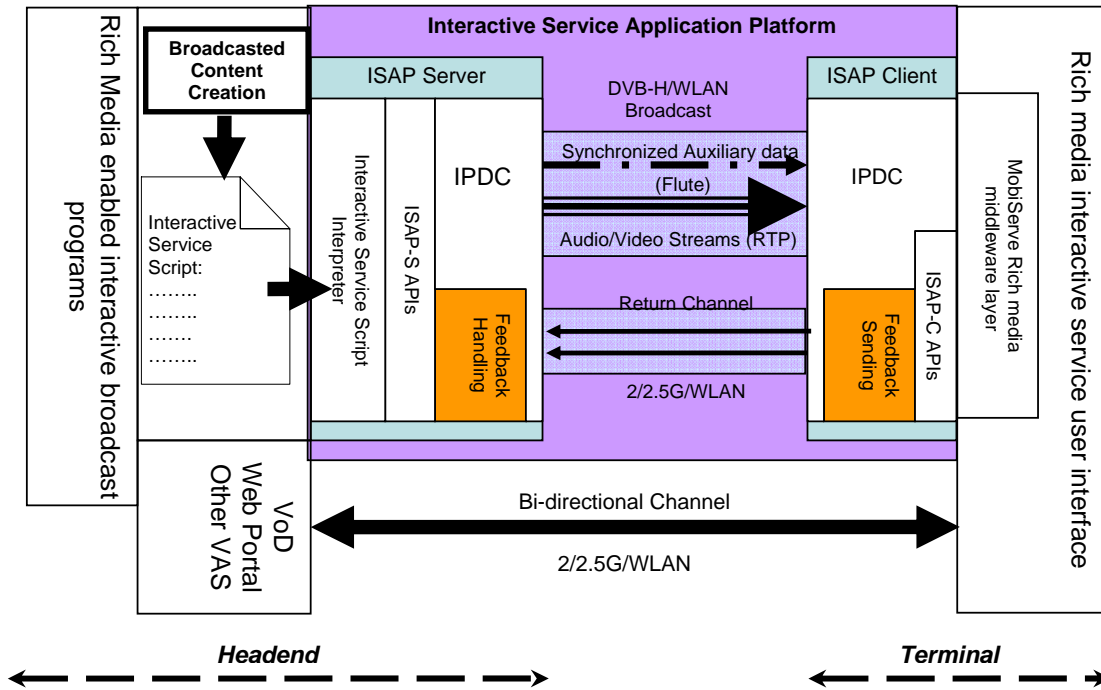 Interactive Service Application Platform
Rich Media enabled interactive broadcast
programs
Broadcasted
Content
Creation
Interactive
Service
Script:
……..
……..
…….
……..
ISAP Server
Interactive Service Script
Interpreter
ISAP-S APIs
IPDC
Feedback
Handling
DVB-H/WLAN
Broadcast
Synchronized Auxiliary data
(Flute)
Audio/Video Streams (RTP)
Return Channel
2/2.5G/WLAN
ISAP Client
IPDC
Feedback
Sending
ISAP-C APIs
MobiServe Rich media
middleware layer
Rich media interactive service user interface
VoD
Web Portal
Other VAS
Bi-directional Channel
2/2.5G/WLAN
Headend
Terminal